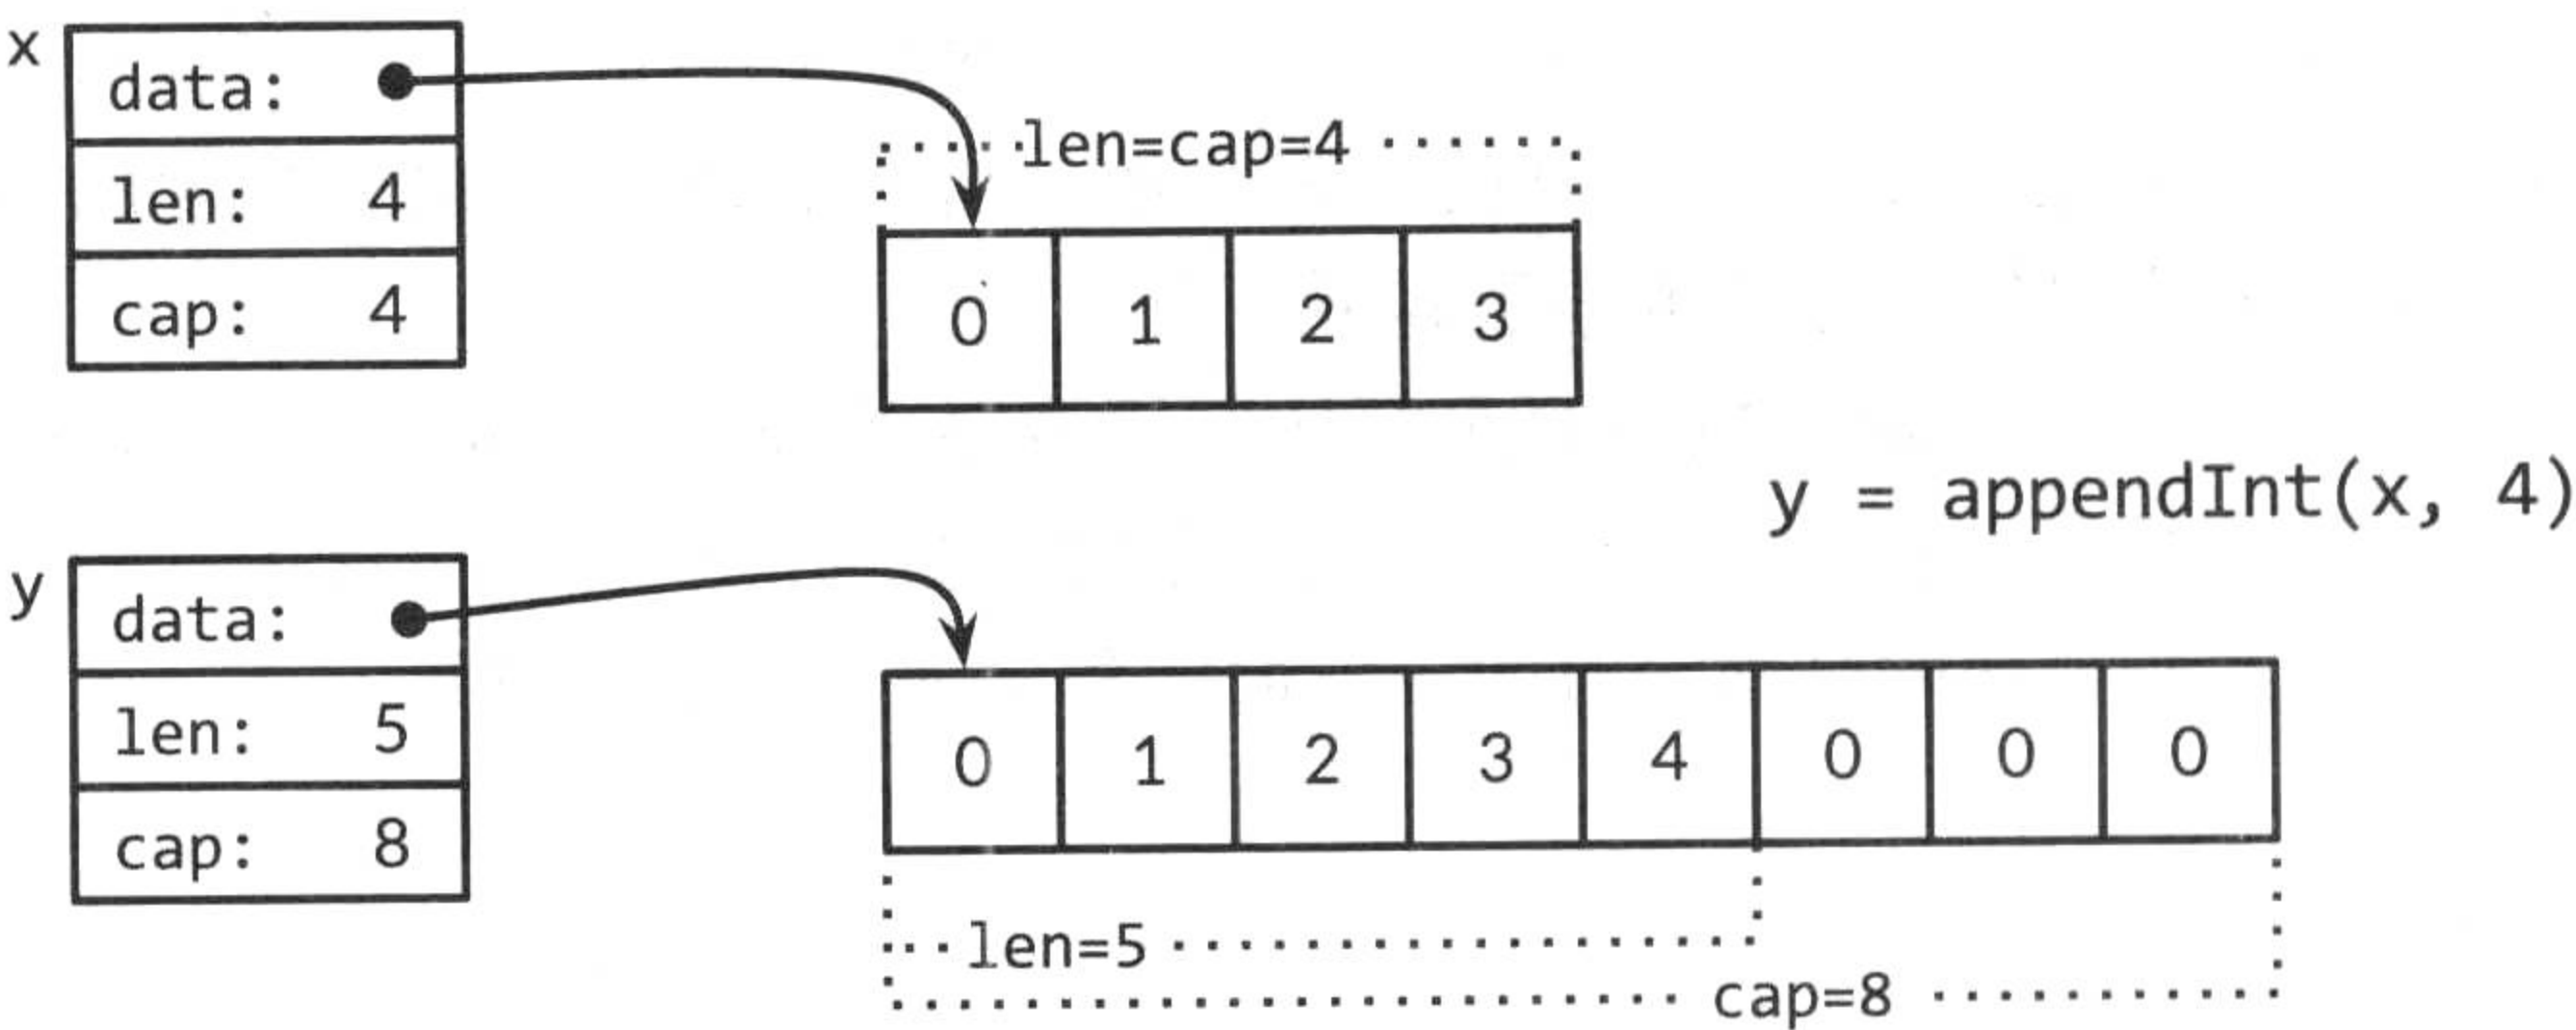 x
data:
len: 4
cap: 4
len=cap=4
0 1 2 3
y = appendInt(x, 4)
y
data:
len: 5
cap: 8
0 1 2 3 4 0 0 0
len=5
cap=8